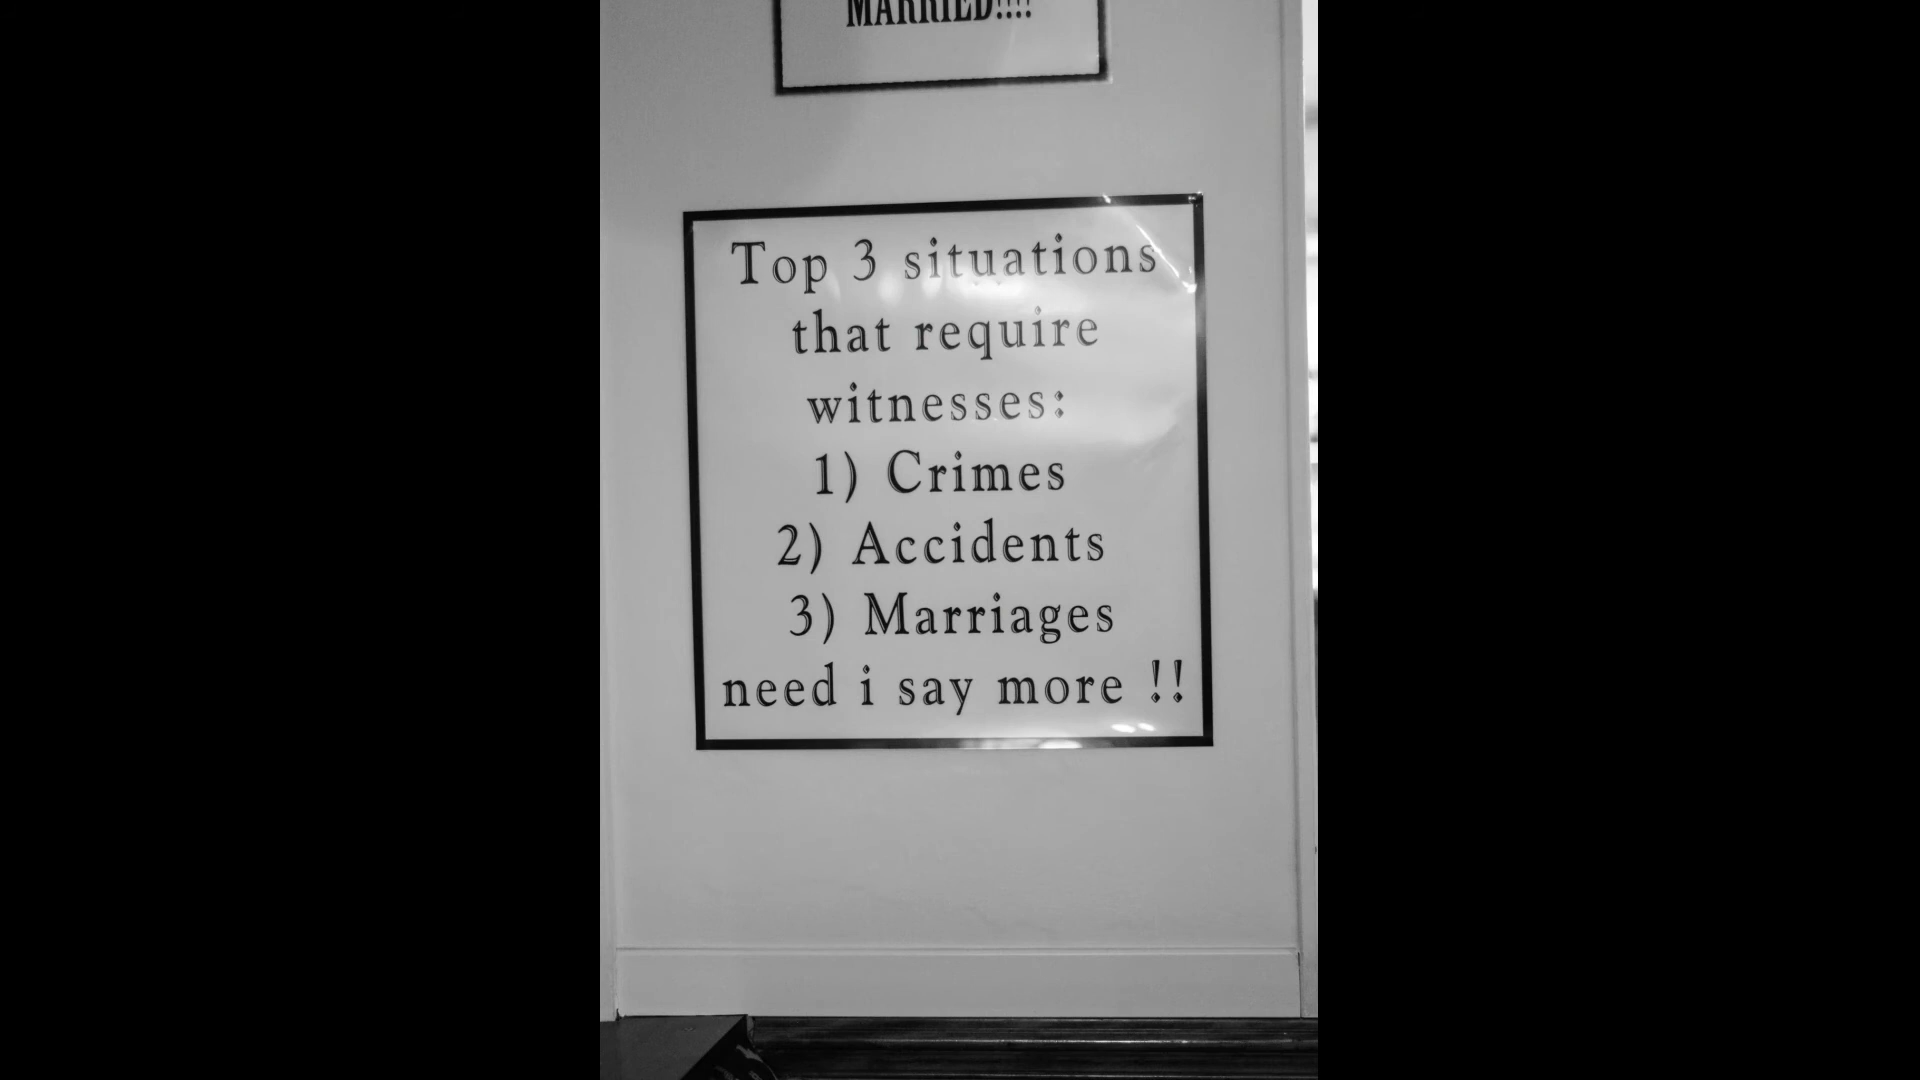 MARRIED!!!!
Top 3 situations
that require
witnesses:
1) Crimes
2) Accidents
3) Marriages
need i say more !!